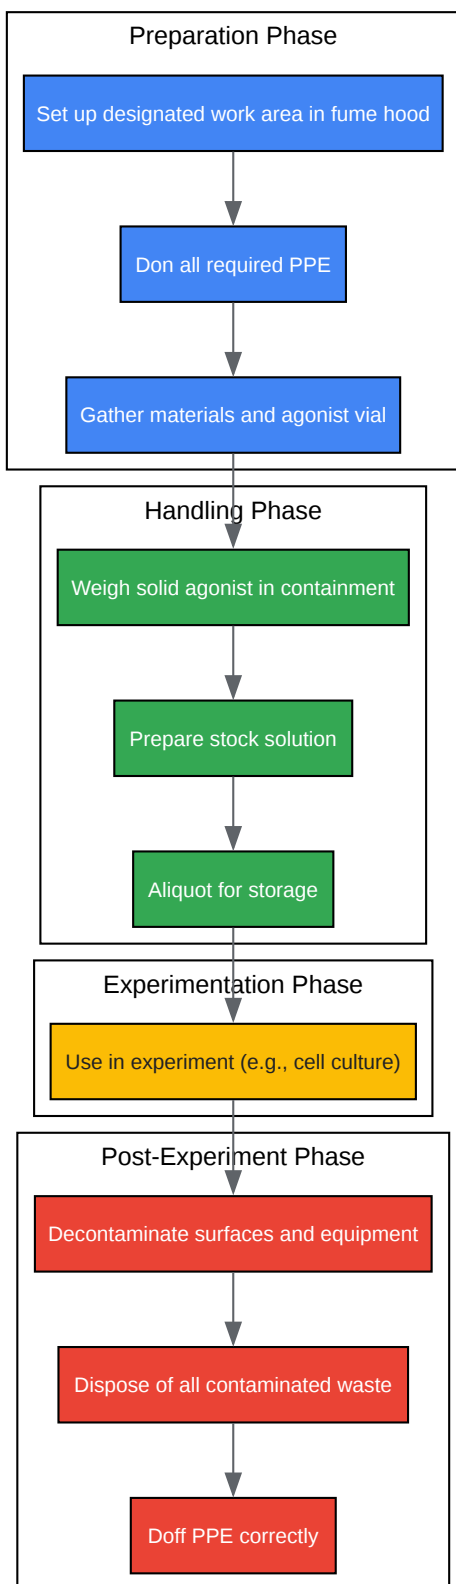 Preparation Phase
Set up designated work area in fume hood
Don all required PPE
Gather materials and agonist vial
Handling Phase
Weigh solid agonist in containment
Prepare stock solution
Aliquot for storage
Experimentation Phase
Use in experiment (e.g., cell culture)
Post-Experiment Phase
Decontaminate surfaces and equipment
Dispose of all contaminated waste
Doff PPE correctly